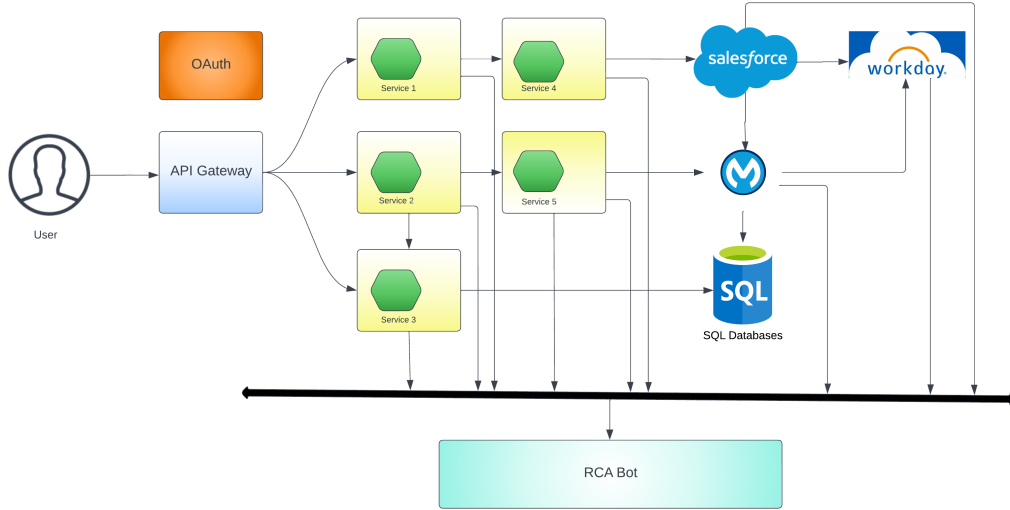 OAuth
Service 1
Service 4
salesforce
workday.
User
API Gateway
Service 2
Service 5
Service 3
SQL
SQL Databases
RCA Bot